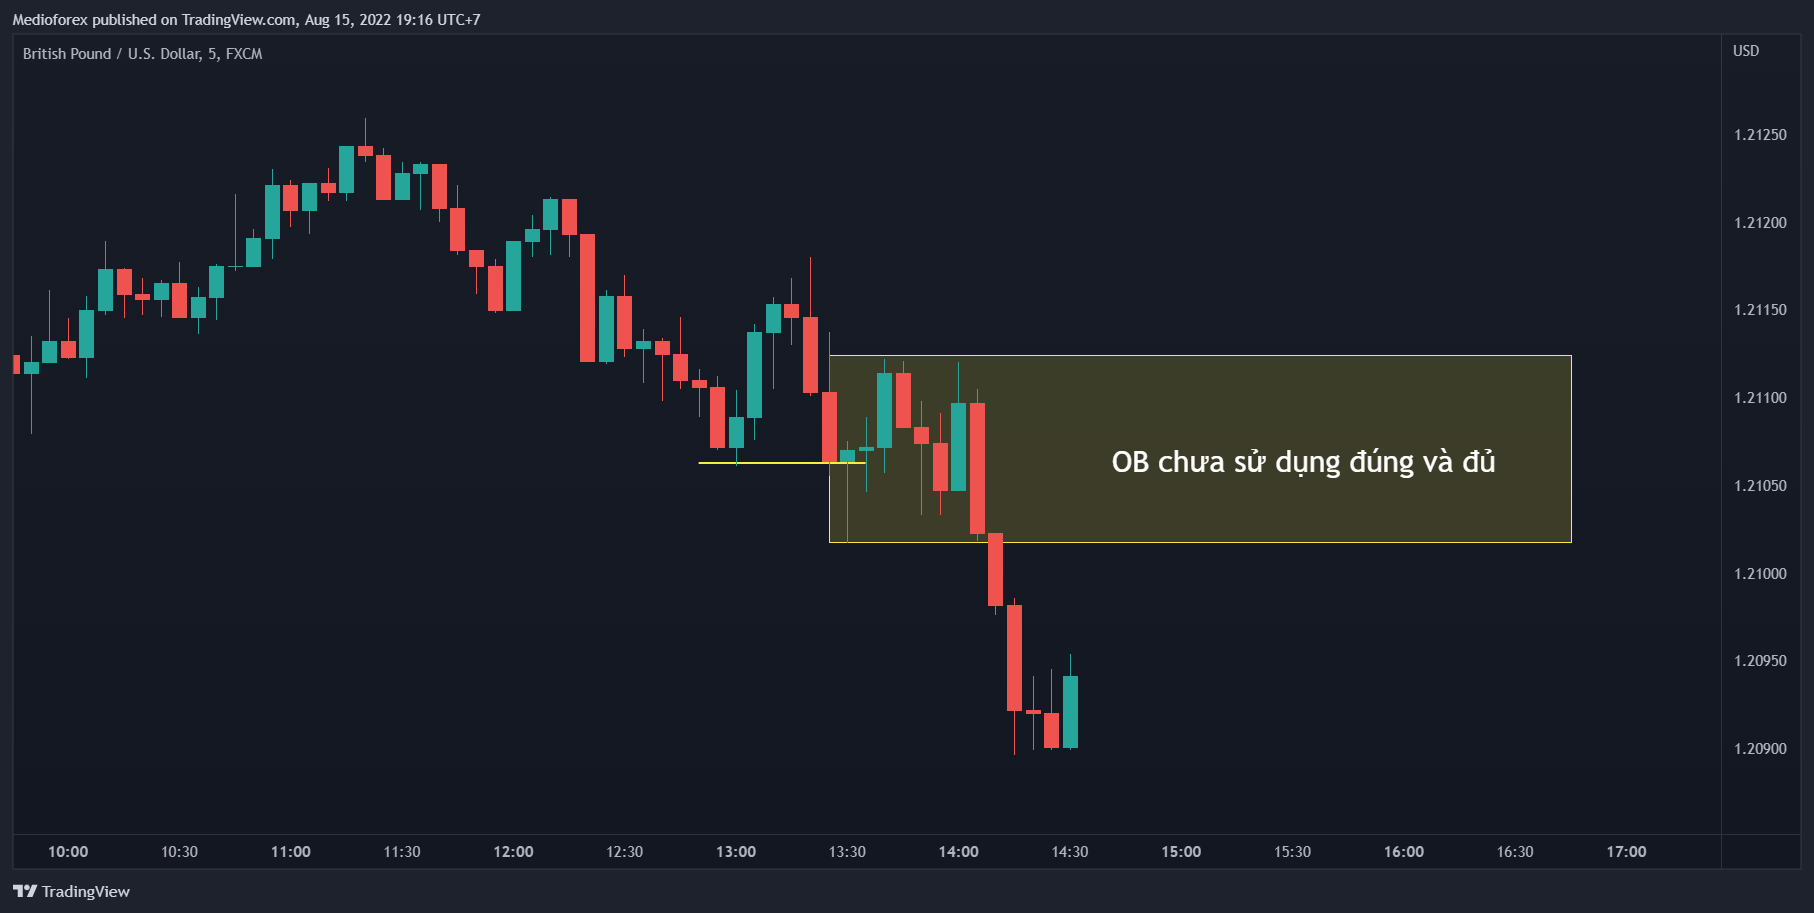 Medioforex published on TradingView.com, Aug 15, 2022 19:16 UTC+7
British Pound / U.S. Dollar, 5, FXCM
USD
1.21250
1.21200
1.21150
1.21100
OB chưa sử dụng đúng và đủ
1.21050
1.21000
1.20950
1.20900
10:00 10:30 11:00 11:30 12:00 12:30 13:00 13:30 14:00 14:30 15:00 15:30 16:00 16:30 17:00
TradingView